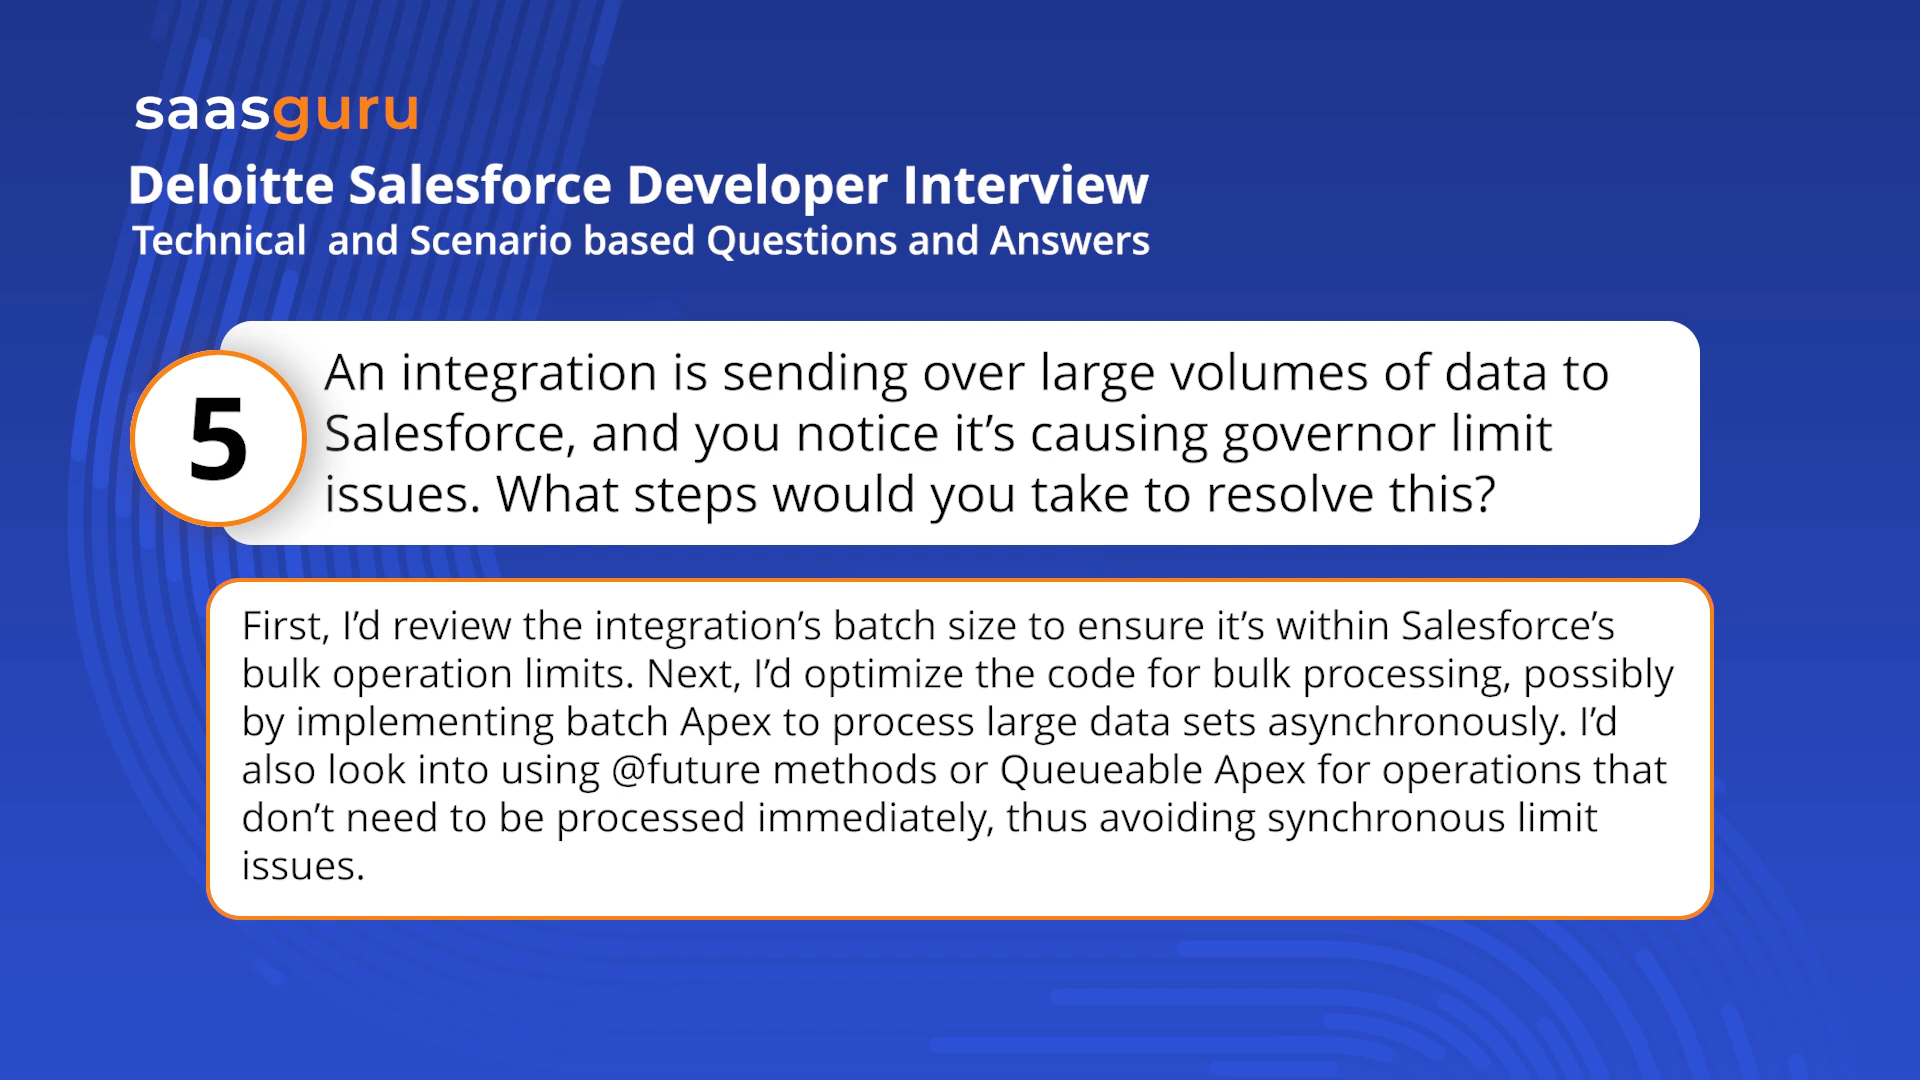 saasguru
Deloitte Salesforce Developer Interview
Technical and Scenario based Questions and Answers
5
An integration is sending over large volumes of data to
Salesforce, and you notice it’s causing governor limit
issues. What steps would you take to resolve this?
First, I’d review the integration’s batch size to ensure it’s within Salesforce’s
bulk operation limits. Next, I’d optimize the code for bulk processing, possibly
by implementing batch Apex to process large data sets asynchronously. I’d
also look into using @future methods or Queueable Apex for operations that
don’t need to be processed immediately, thus avoiding synchronous limit
issues.